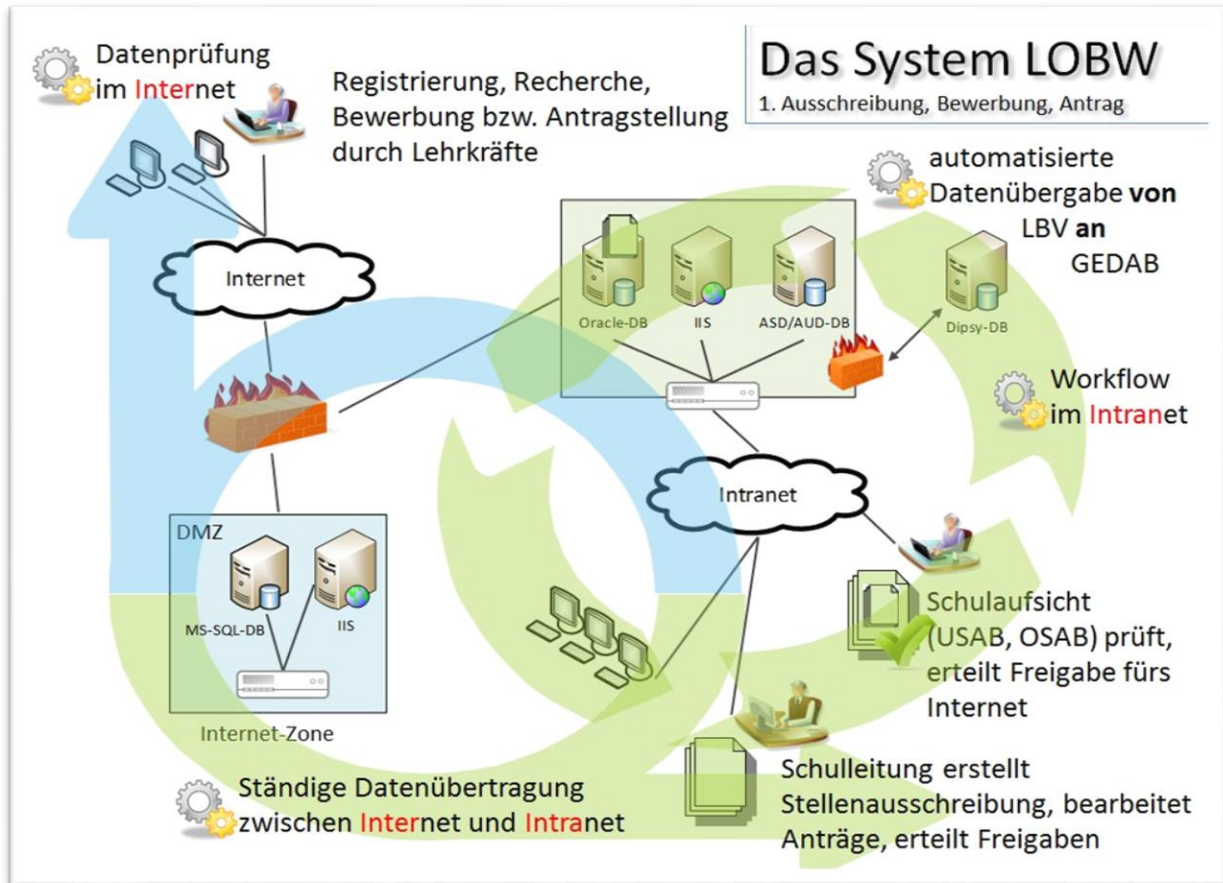 Das System LOBW
1. Ausschreibung, Bewerbung, Antrag
Datenprüfung
im Internet
Registrierung, Recherche,
Bewerbung bzw. Antragstellung
durch Lehrkräfte
automatisierte
Datenübergabe von
LBV an
GEDAB
Internet
Oracle-DB
IIS
ASD/AUD-DB
Dipsy-DB
Workflow
im Intranet
Intranet
DMZ
MS-SQL-DB
IIS
Internet-Zone
Schulaufsicht
(USAB, OSAB) prüft,
erteilt Freigabe fürs
Internet
Ständige Datenübertragung
zwischen Internet und Intranet
Schulleitung erstellt
Stellenausschreibung, bearbeitet
Anträge, erteilt Freigaben